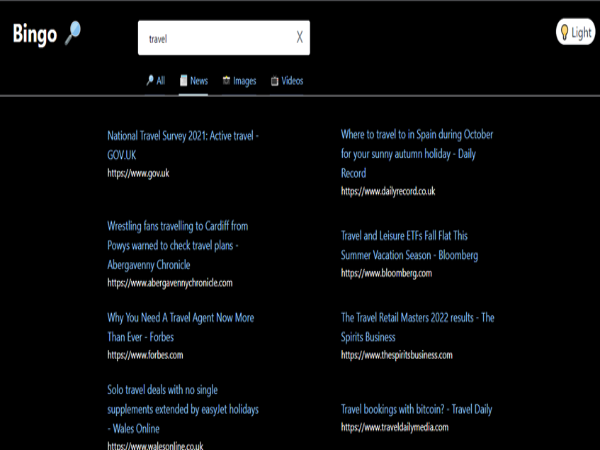 Bingo
travel
X
Light
All
News
Images
Videos
National Travel Survey 2021: Active travel -
GOV.UK
https://www.gov.uk
Wrestling fans travelling to Cardiff from
Powys warned to check travel plans -
Abergavenny Chronicle
https://www.abergavennychronicle.com
Why You Need A Travel Agent Now More
Than Ever - Forbes
https://www.forbes.com
Solo travel deals with no single
supplements extended by easyJet holidays
- Wales Online
https://www.walesonline.co.uk
Where to travel to in Spain during October
for your sunny autumn holiday - Daily
Record
https://www.dailyrecord.co.uk
Travel and Leisure ETFs Fall Flat This
Summer Vacation Season - Bloomberg
https://www.bloomberg.com
The Travel Retail Masters 2022 results - The
Spirits Business
https://www.thespiritsbusiness.com
Travel bookings with bitcoin? - Travel Daily
https://www.traveldailymedia.com